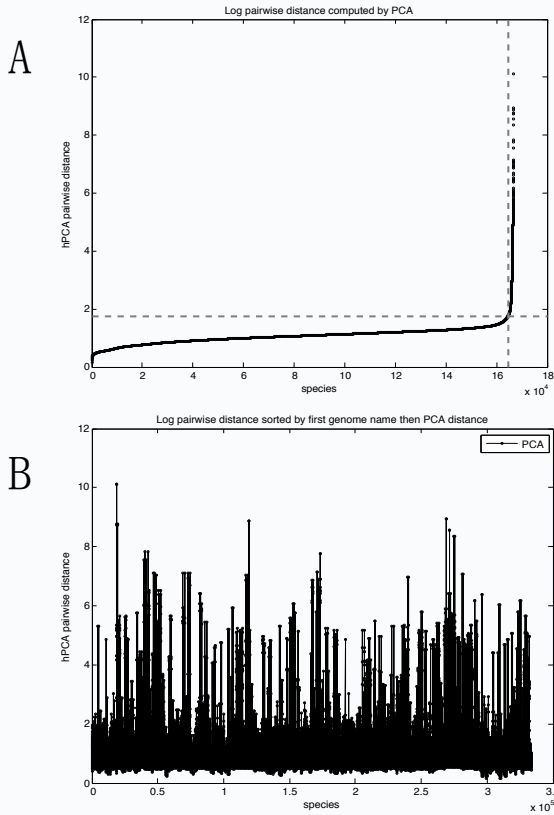 A
Log pairwise distance computed by PCA
12
10
8
6
4
2
0
hPCA pairwise distance
0 2 4 6 8 10 12 14 16 18
species
x 10^4
B
Log pairwise distance sorted by first genome name then PCA distance
PCA
12
10
8
6
4
2
0
hPCA pairwise distance
0 0.5 1 1.5 2 2.5 3 3.
species
x 10^5